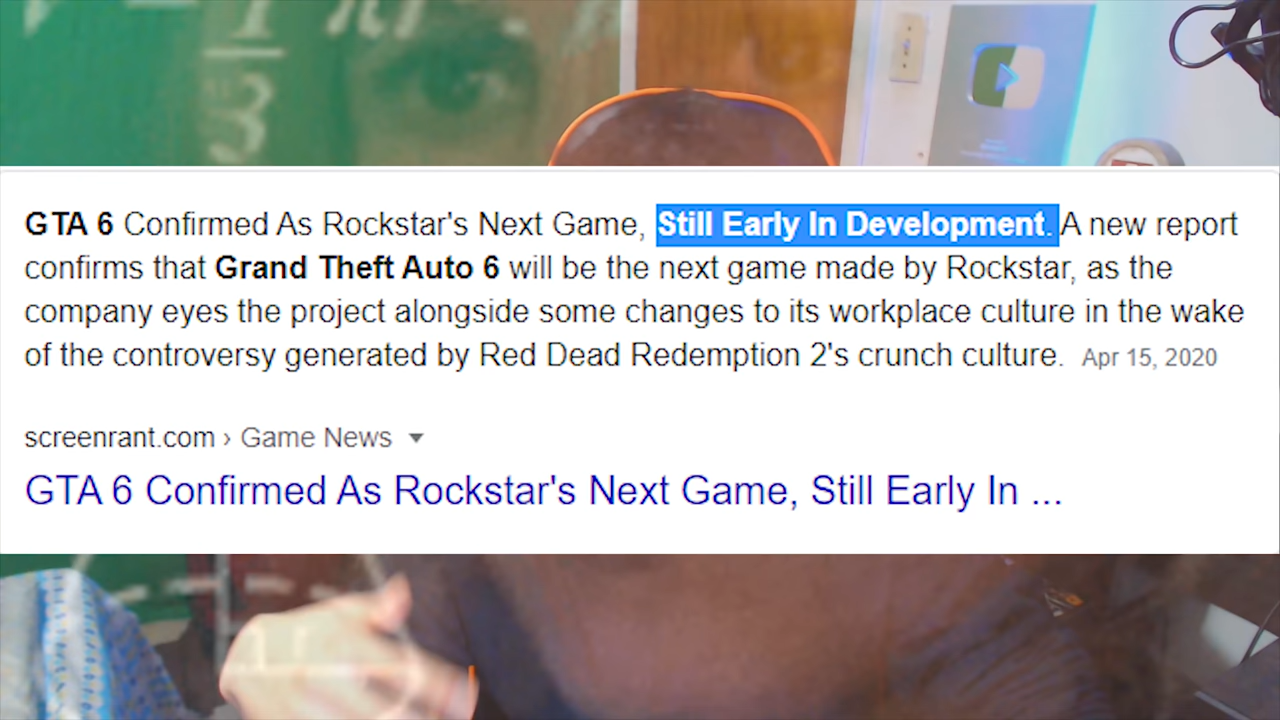 1
3
GTA 6 Confirmed As Rockstar's Next Game, Still Early In Development. A new report
confirms that Grand Theft Auto 6 will be the next game made by Rockstar, as the
company eyes the project alongside some changes to its workplace culture in the wake
of the controversy generated by Red Dead Redemption 2's crunch culture. Apr 15, 2020
screenrant.com › Game News
GTA 6 Confirmed As Rockstar's Next Game, Still Early In ...